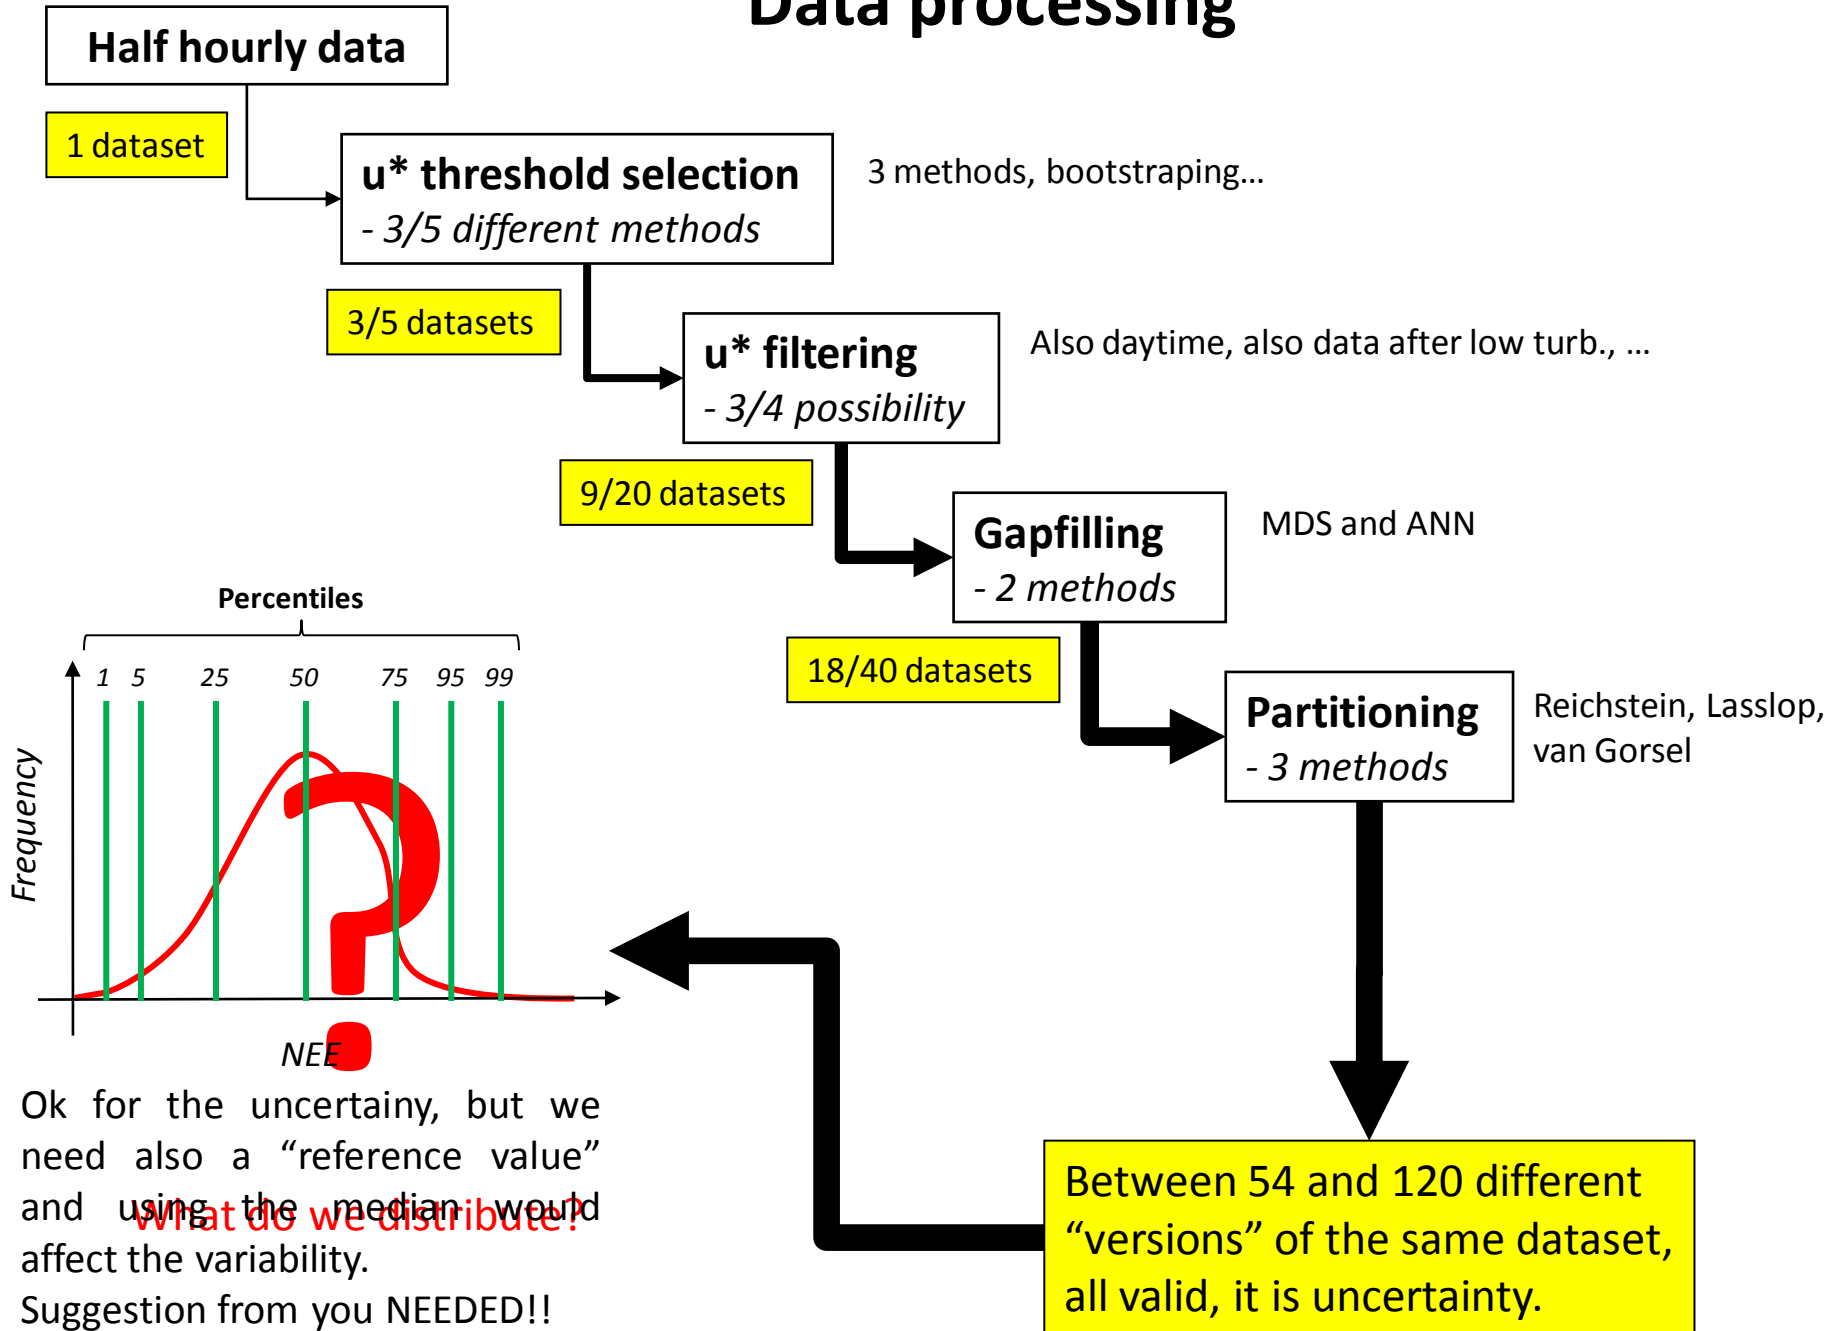 Data processing
Half hourly data
1 dataset
u* threshold selection
- 3/5 different methods
3 methods, bootstraping...
3/5 datasets
u* filtering
- 3/4 possibility
Also daytime, also data after low turb., ...
9/20 datasets
Gapfilling
- 2 methods
MDS and ANN
18/40 datasets
Partitioning
- 3 methods
Reichstein, Lasslop,
van Gorsel
Percentiles
1 5 25 50 75 95 99
Frequency
?
NEE
Ok for the uncertainy, but we
need also a “reference value”
and using the median would
What do we distribute?
affect the variability.
Suggestion from you NEEDED!!
Between 54 and 120 different
“versions” of the same dataset,
all valid, it is uncertainty.